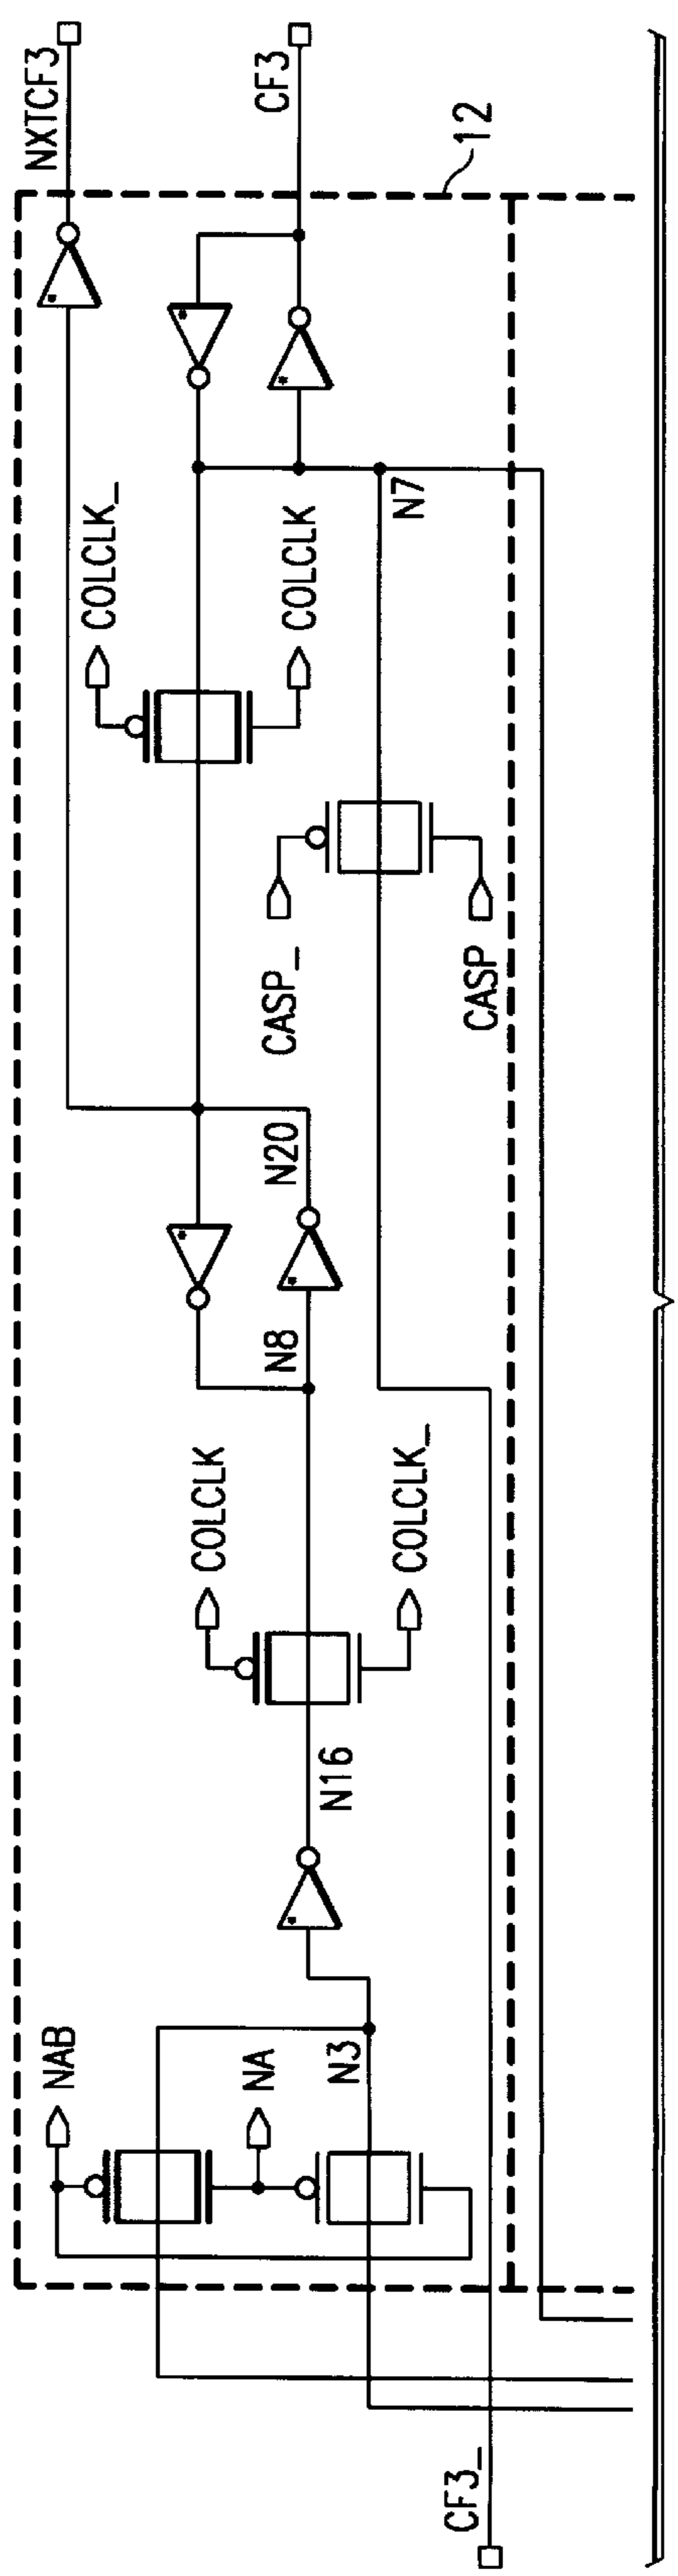 NXTCF3
CF3
12
COLCLK_
COLCLK
N7
CASP_
CASP
N20
N8
COLCLK
COLCLK_
N16
NAB
NA
N3
CF3_